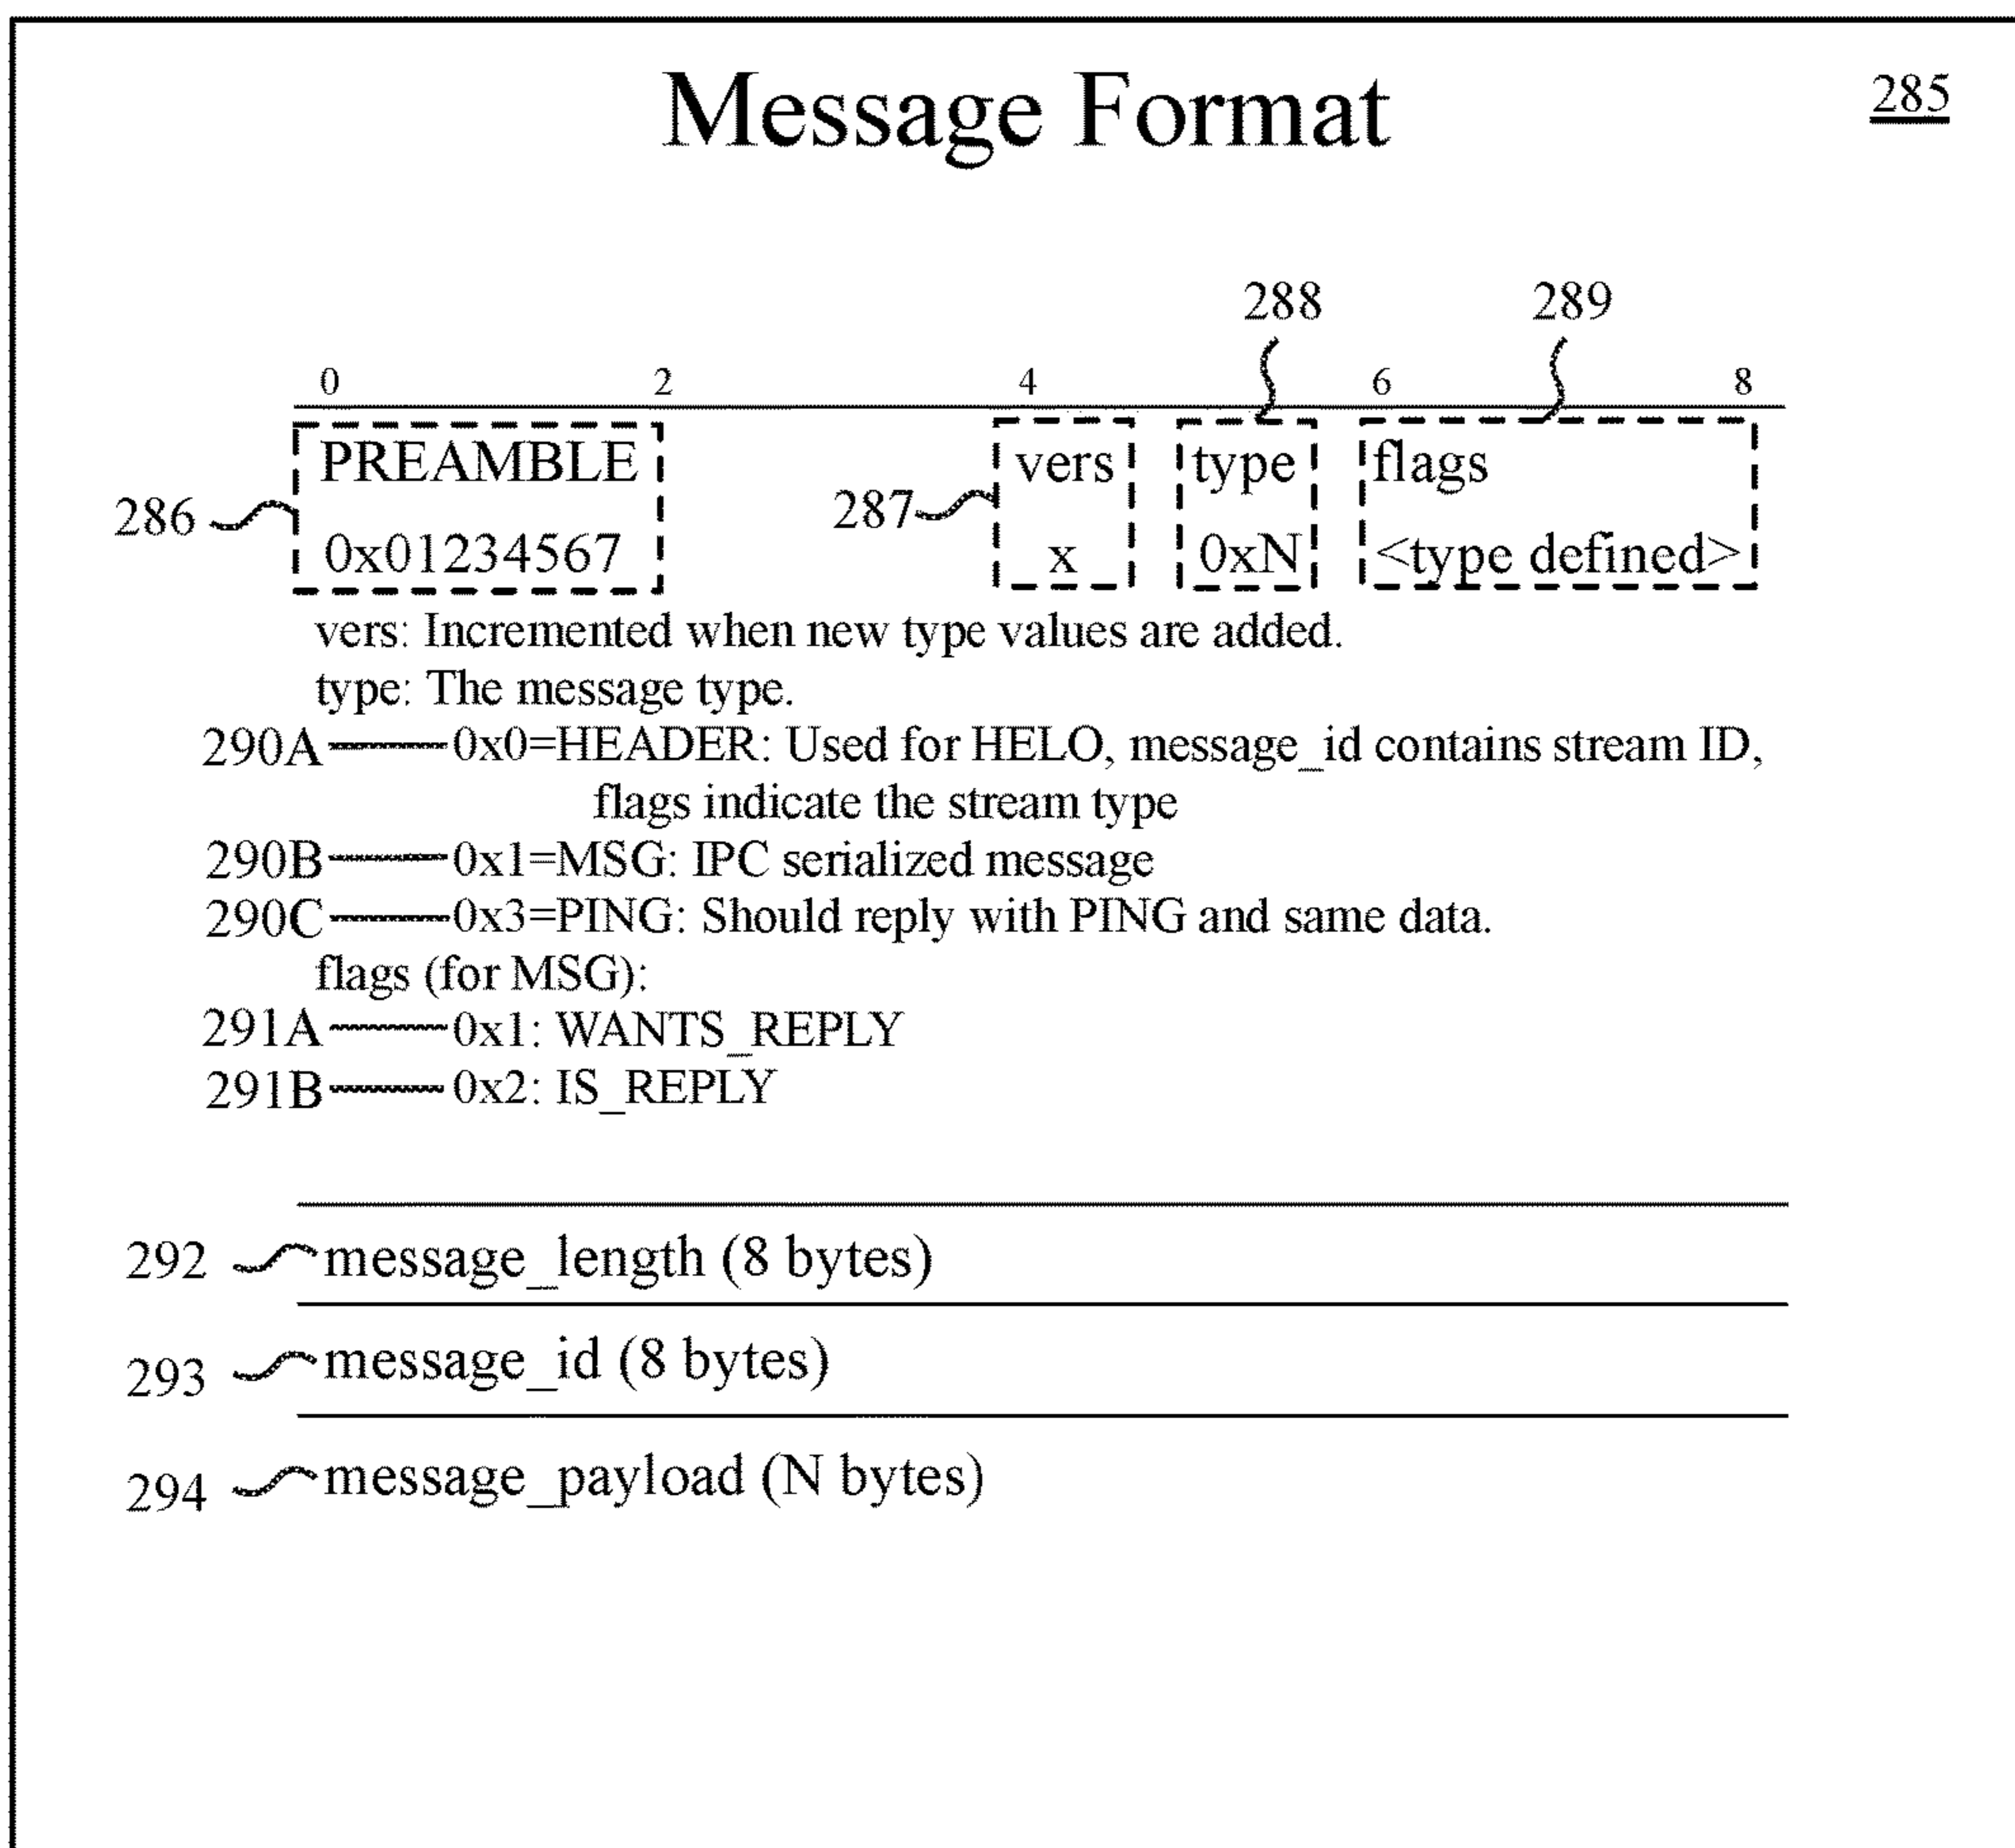 Message Format 285
288 289
0 2 4 6 8
PREAMBLE vers type flags
286 287
0x01234567 x 0xN <type defined>
vers: Incremented when new type values are added.
type: The message type.
290A 0x0=HEADER: Used for HELO, message_id contains stream ID,
flags indicate the stream type
290B 0x1=MSG: IPC serialized message
290C 0x3=PING: Should reply with PING and same data.
flags (for MSG):
291A 0x1: WANTS_REPLY
291B 0x2: IS_REPLY
292 message_length (8 bytes)
293 message_id (8 bytes)
294 message_payload (N bytes)